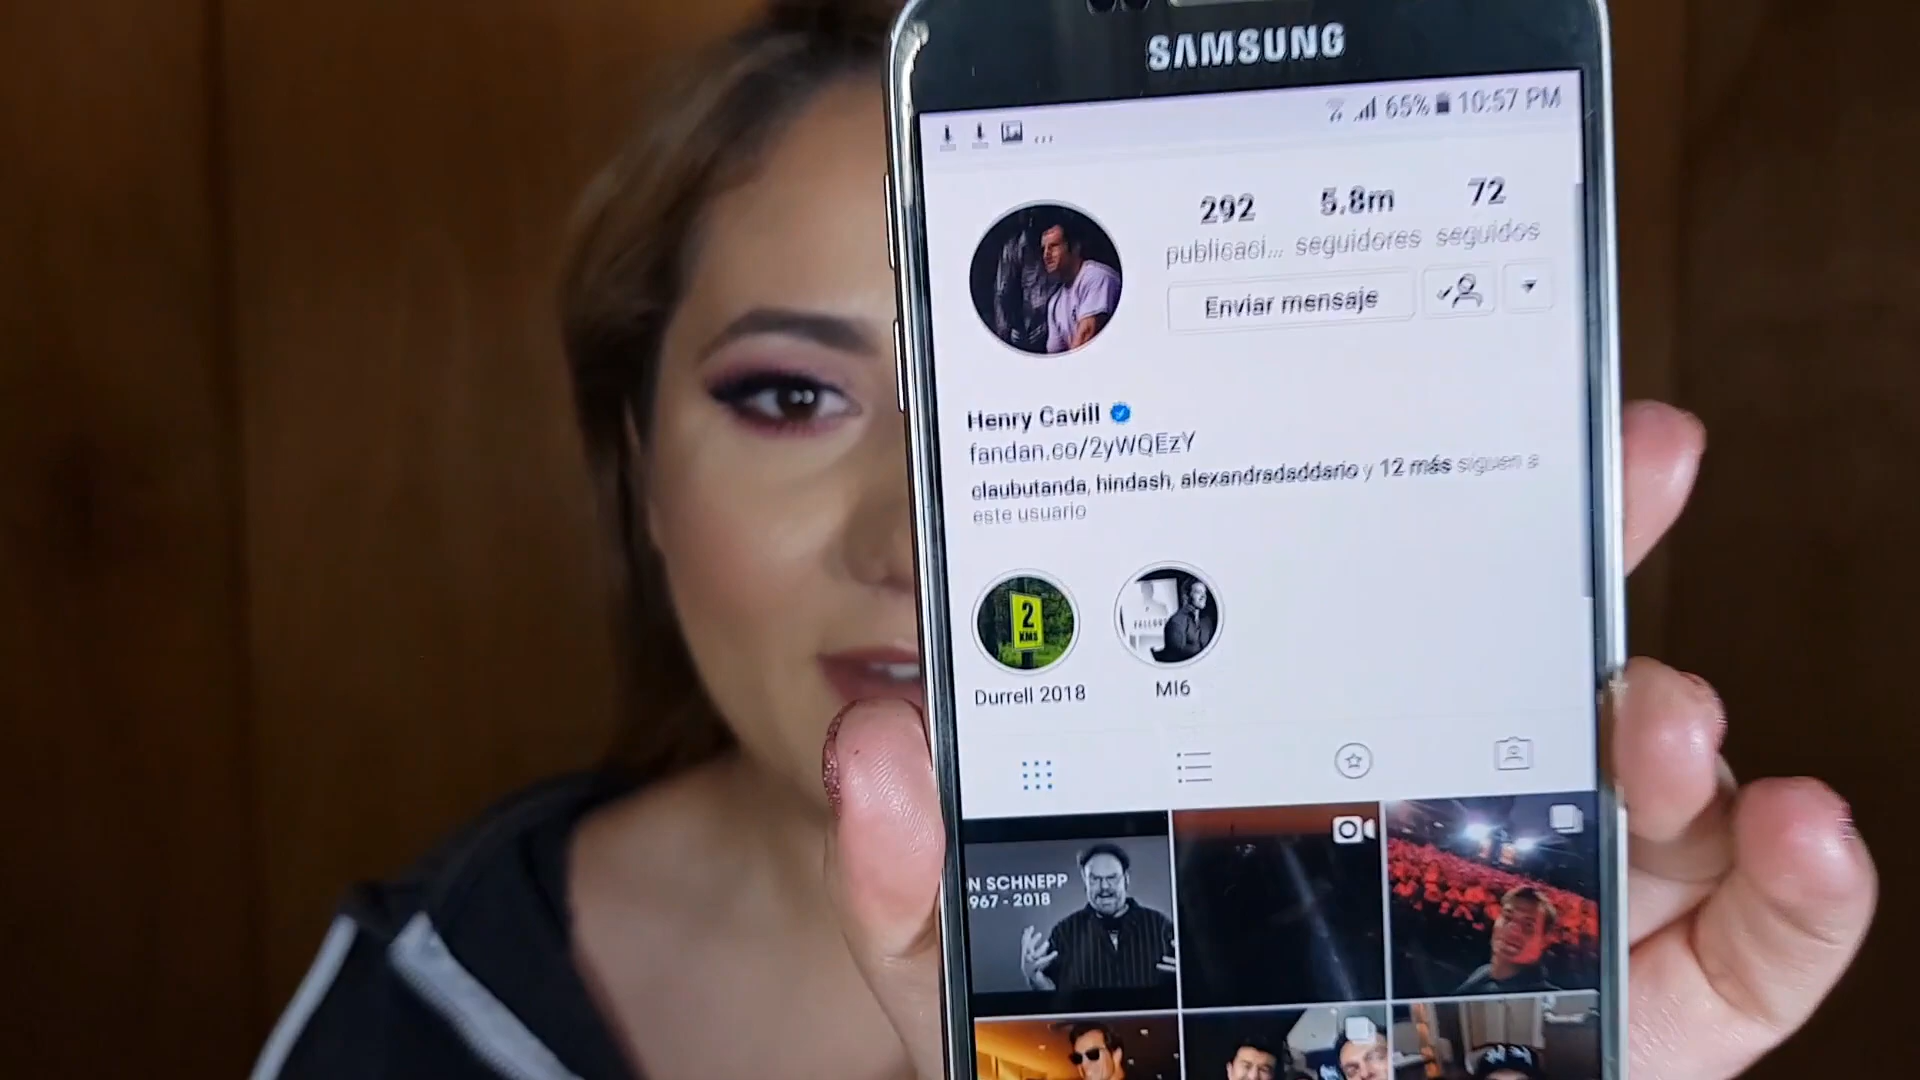 SAMSUNG
65% 10:57 PM
292 5.8m 72
publicaci... seguidores seguidos
Enviar mensaje
Henry Cavill
fandan.co/2yWQEzY
claubutanda, hindash, alexandradaddario y 12 más siguen a
este usuario
2
KMS
Durrell 2018
MI6
N SCHNEPP
967 - 2018